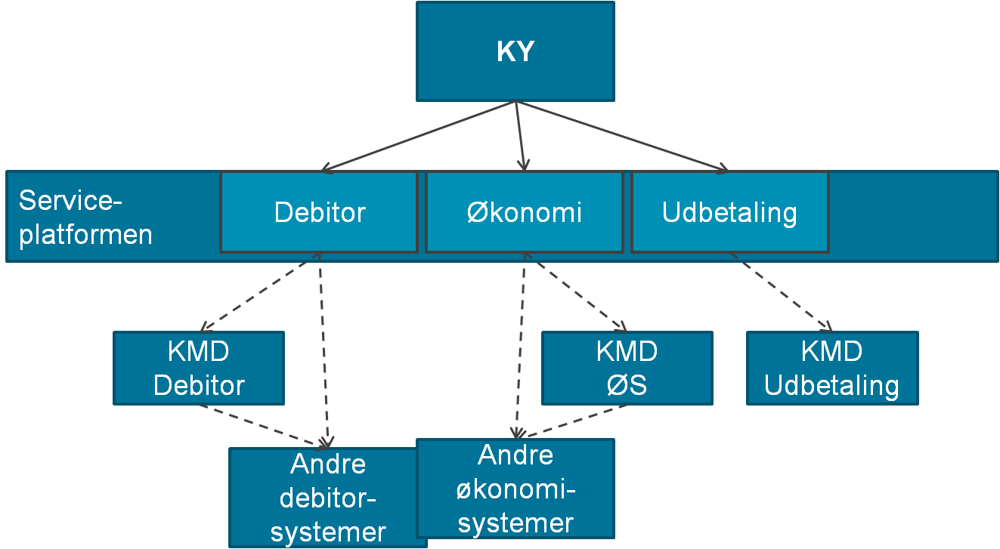 KY
Service-
platformen
Debitor
Økonomi
Udbetaling
KMD
Debitor
KMD
ØS
KMD
Udbetaling
Andre
debitor-
systemer
Andre
økonomi-
systemer